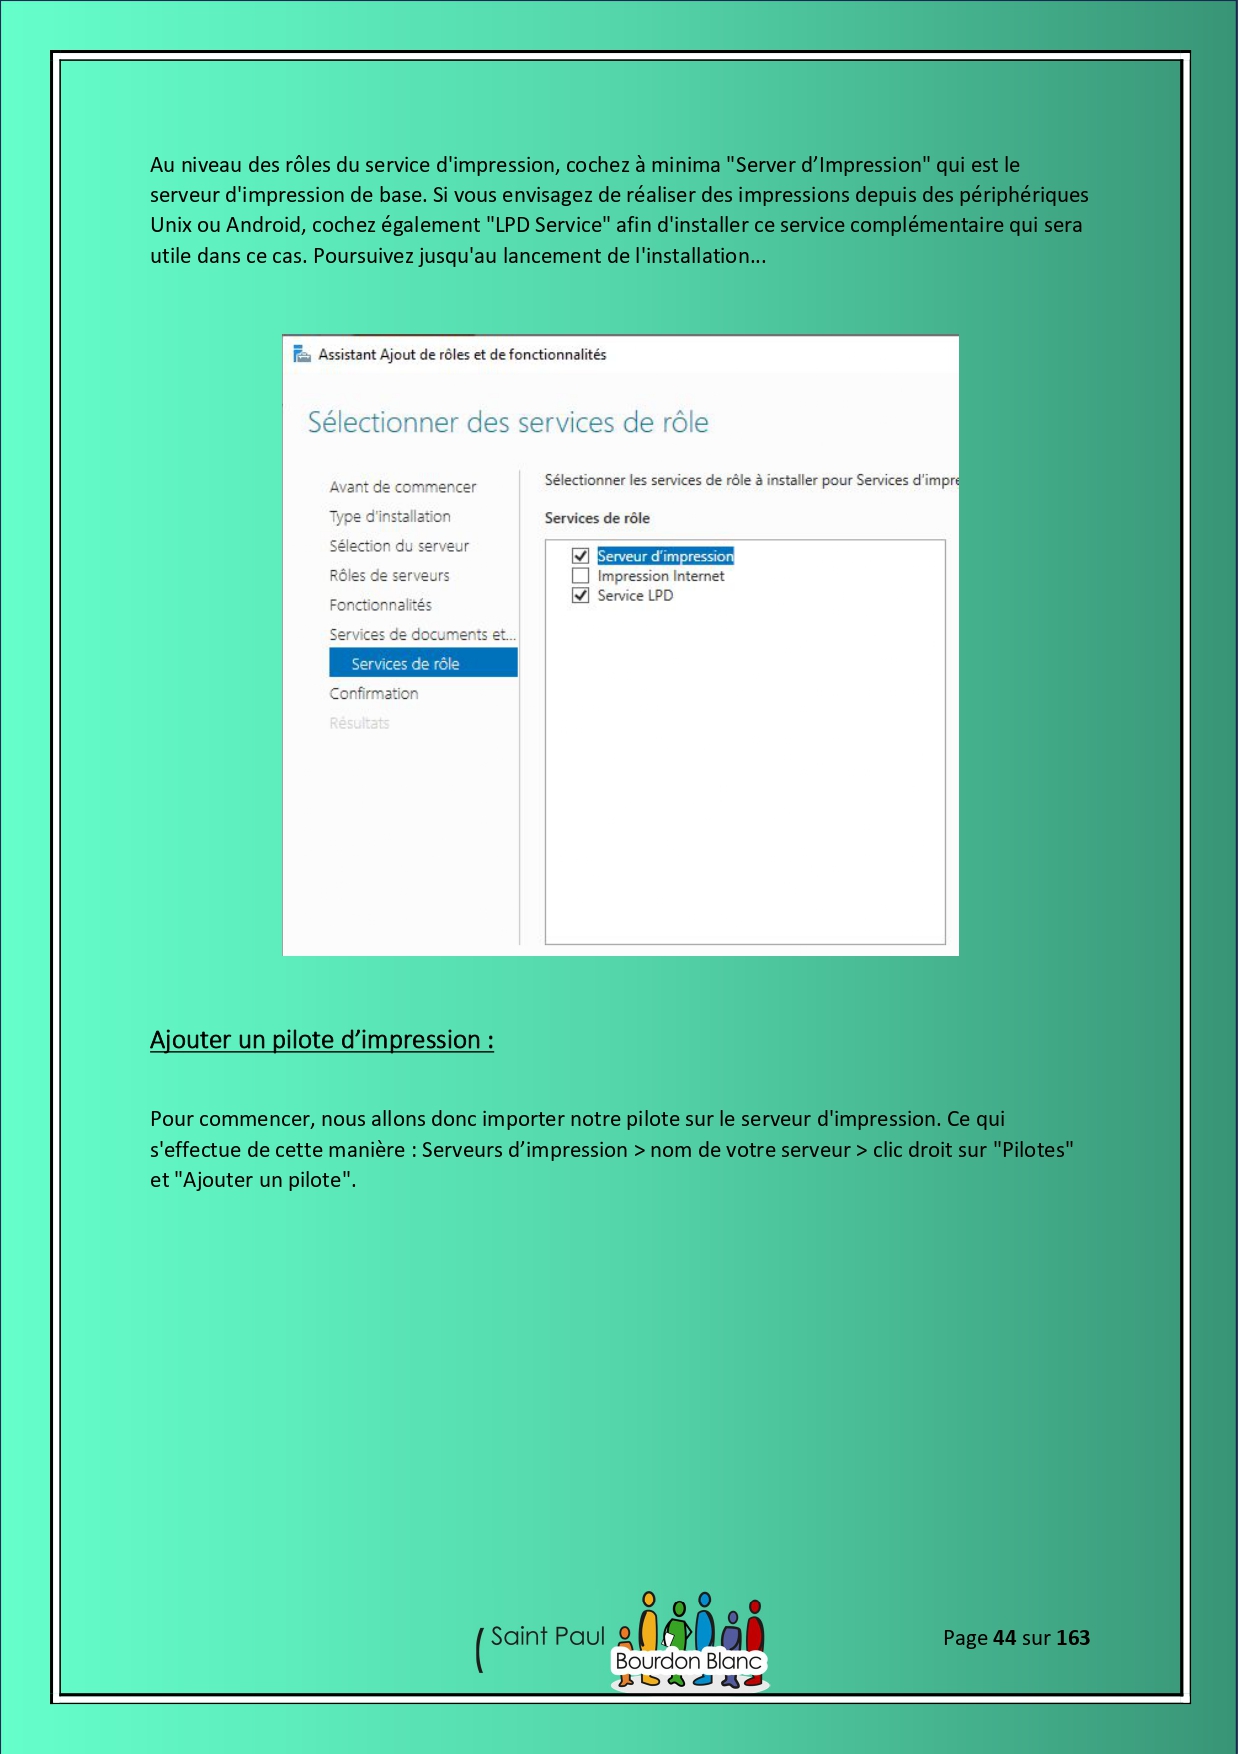 Au niveau des rôles du service d'impression, cochez à minima "Server d’Impression" qui est le
serveur d'impression de base. Si vous envisagez de réaliser des impressions depuis des périphériques
Unix ou Android, cochez également "LPD Service" afin d'installer ce service complémentaire qui sera
utile dans ce cas. Poursuivez jusqu'au lancement de l'installation...
Assistant Ajout de rôles et de fonctionnalités
Sélectionner des services de rôle
Avant de commencer
Type d'installation
Sélection du serveur
Rôles de serveurs
Fonctionnalités
Services de documents et...
Services de rôle
Confirmation
Résultats
Sélectionner les services de rôle à installer pour Services d'impre
Services de rôle
Serveur d’impression
Impression Internet
Service LPD
Ajouter un pilote d’impression :
Pour commencer, nous allons donc importer notre pilote sur le serveur d'impression. Ce qui
s'effectue de cette manière : Serveurs d’impression > nom de votre serveur > clic droit sur "Pilotes"
et "Ajouter un pilote".
Saint Paul
Bourdon Blanc
Page 44 sur 163